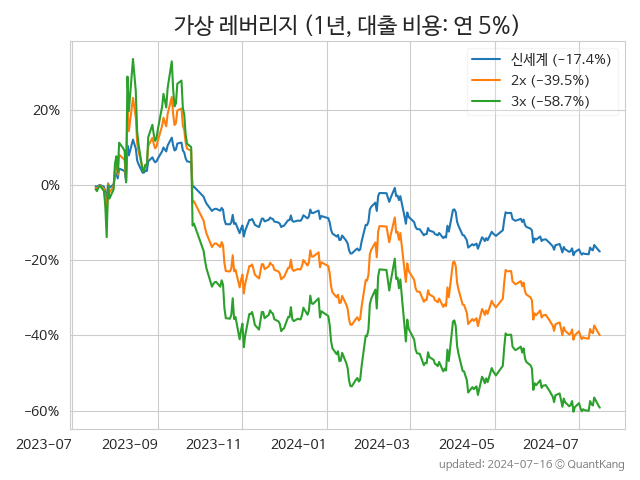 가상 레버리지 (1년, 대출 비용: 연 5%)
신세계 (−17.4%)
2x (−39.5%)
3x (−58.7%)
20%
0%
−20%
−40%
−60%
2023-07 2023-09 2023-11 2024-01 2024-03 2024-05 2024-07
updated: 2024-07-16 © QuantKang